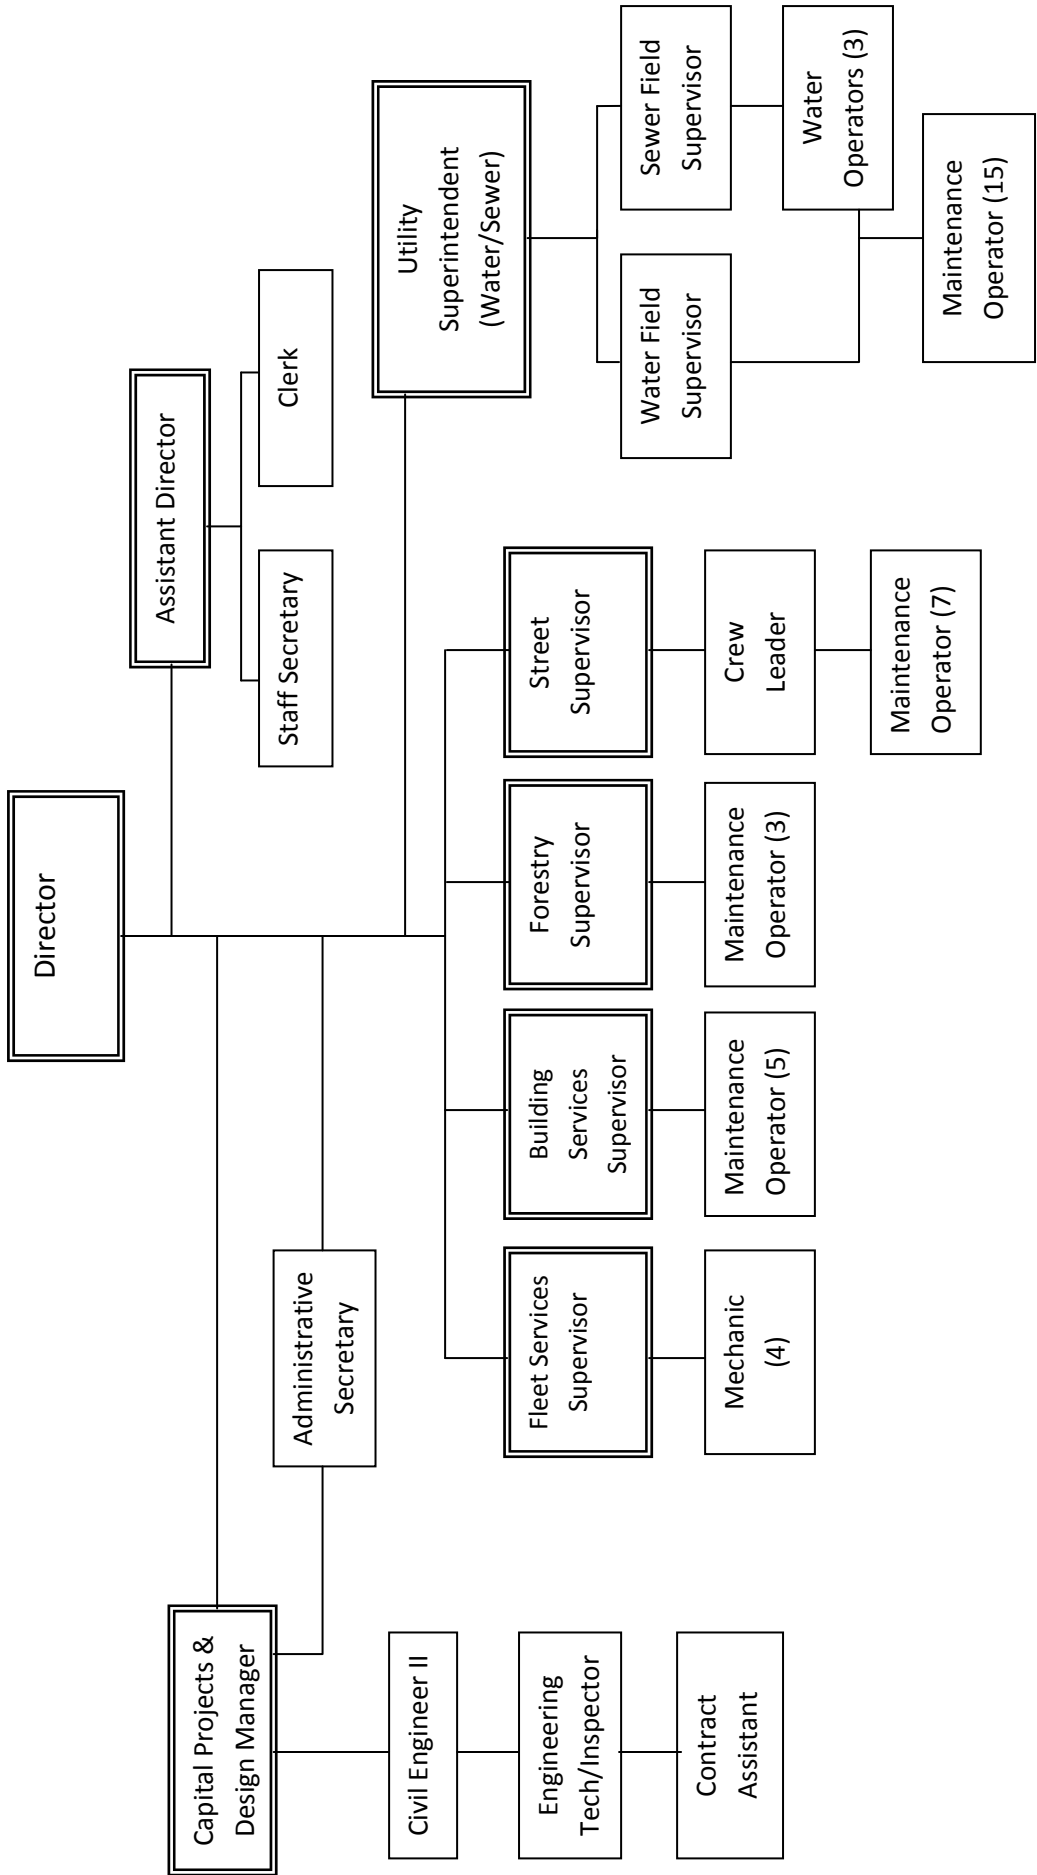 Director
Assistant Director
Staff Secretary
Clerk
Capital Projects &
Design Manager
Administrative
Secretary
Civil Engineer II
Engineering
Tech/Inspector
Contract
Assistant
Utility
Superintendent
(Water/Sewer)
Fleet Services
Supervisor
Building
Services
Supervisor
Forestry
Supervisor
Street
Supervisor
Mechanic
(4)
Maintenance
Operator (5)
Maintenance
Operator (3)
Crew
Leader
Maintenance
Operator (7)
Water Field
Supervisor
Sewer Field
Supervisor
Water
Operators (3)
Maintenance
Operator (15)